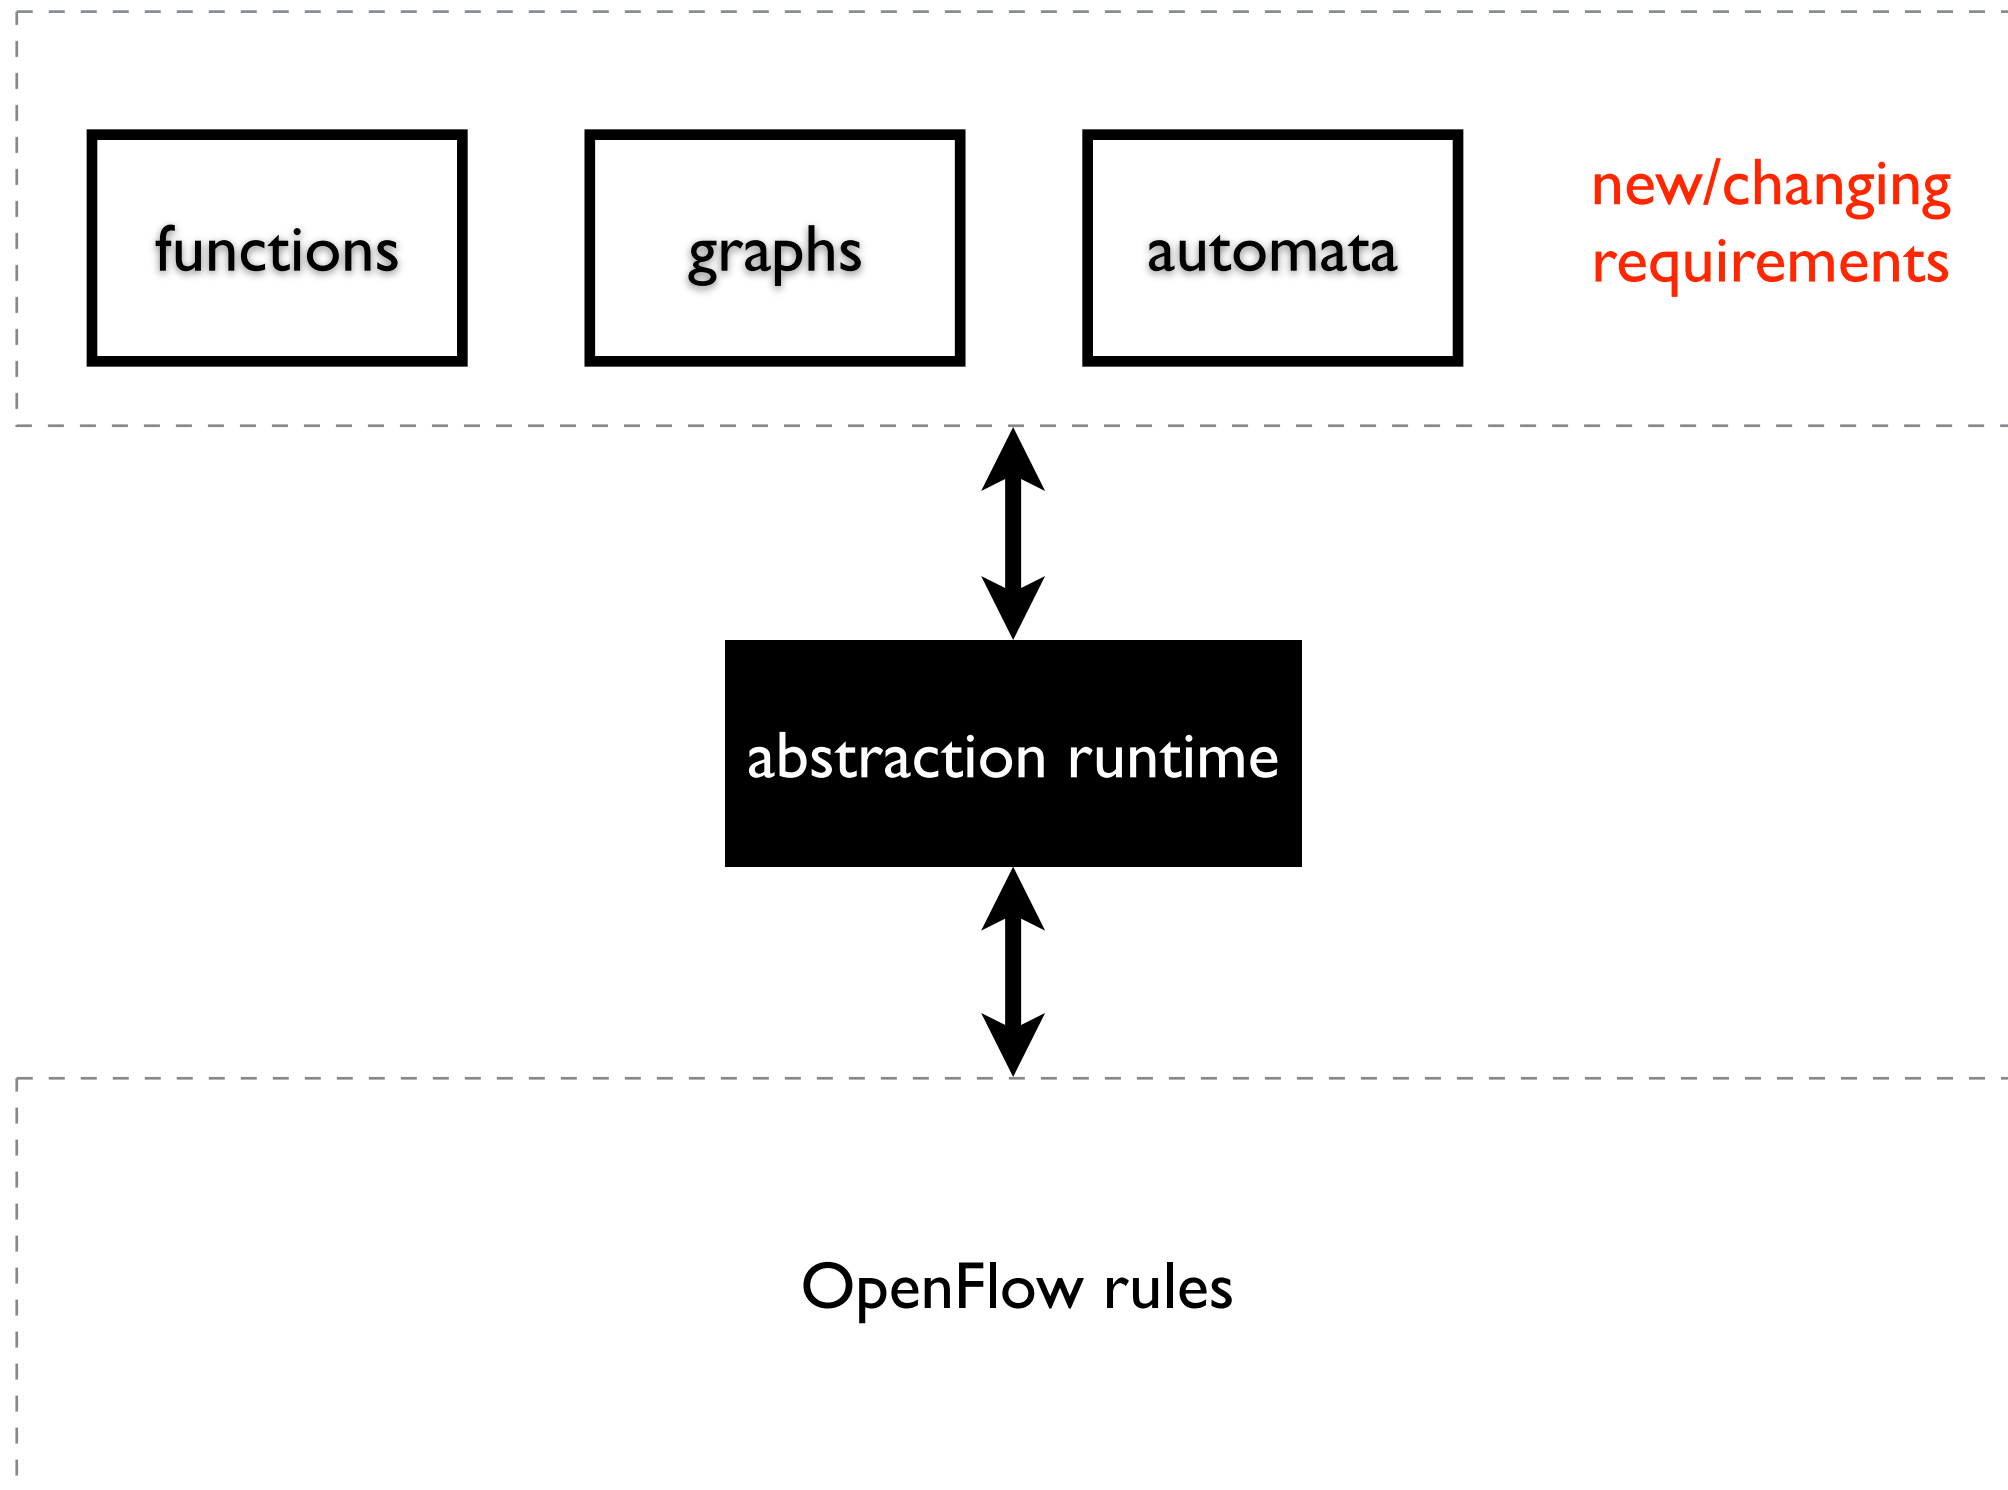 functions
graphs
automata
new/changing
requirements
abstraction runtime
OpenFlow rules